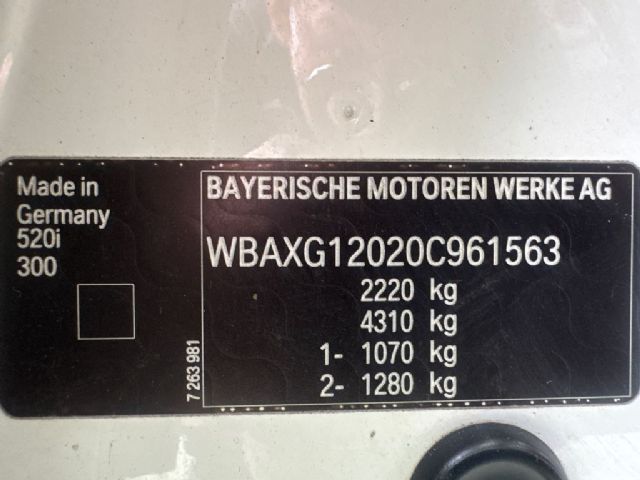 Made in
Germany
520i
300
7 263 981
BAYERISCHE MOTOREN WERKE AG
WBAXG12020C961563
2220 kg
4310 kg
1- 1070 kg
2- 1280 kg